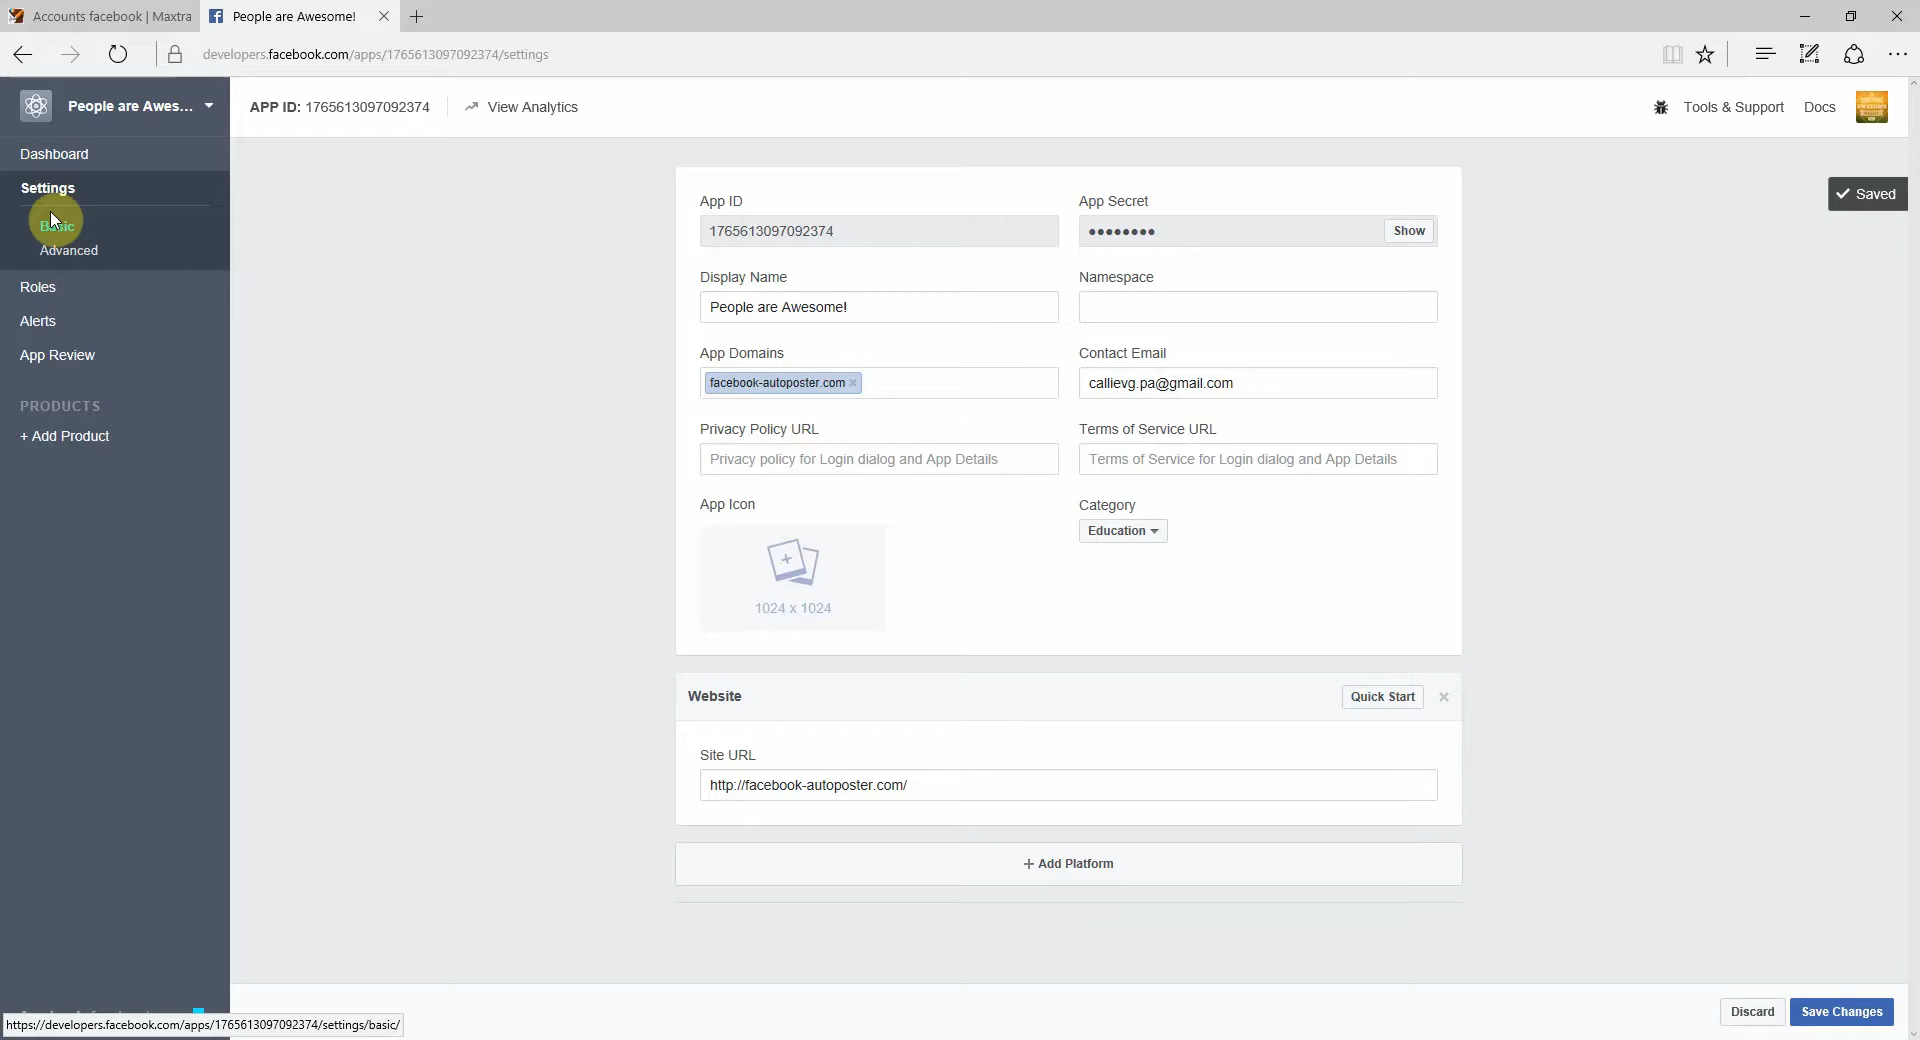 Accounts facebook | Maxtra
People are Awesome!
developers.facebook.com/apps/1765613097092374/settings
People are Awes...
APP ID: 1765613097092374
View Analytics
Tools & Support
Docs
Dashboard
Settings
Basic
Advanced
Roles
Alerts
App Review
PRODUCTS
+ Add Product
Saved
App ID
App Secret
1765613097092374
●●●●●●●●
Show
Display Name
Namespace
People are Awesome!
App Domains
Contact Email
facebook-autoposter.com
callievg.pa@gmail.com
Privacy Policy URL
Terms of Service URL
Privacy policy for Login dialog and App Details
Terms of Service for Login dialog and App Details
App Icon
Category
Education
1024 x 1024
Website
Quick Start
Site URL
http://facebook-autoposter.com/
+ Add Platform
https://developers.facebook.com/apps/1765613097092374/settings/basic/
Discard
Save Changes